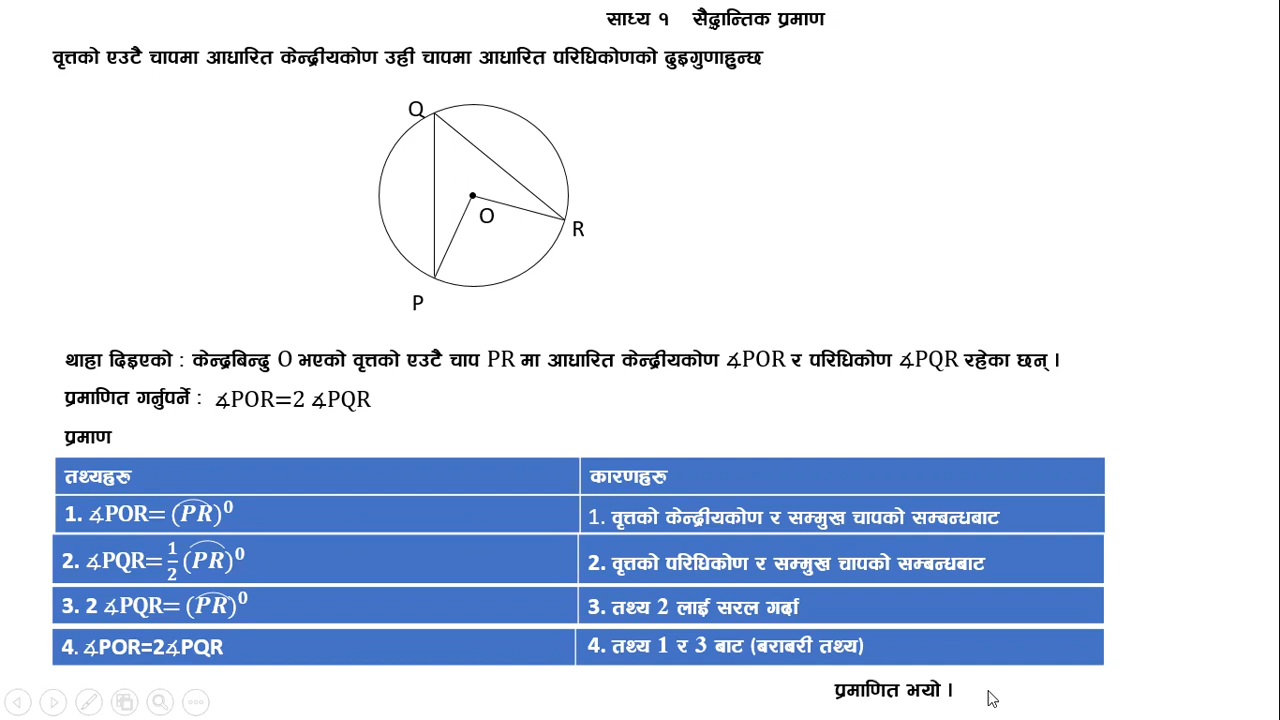 साध्य १ सैद्धान्तिक प्रमाण
वृत्तको एउटै चापमा आधारित केन्द्रीयकोण उही चापमा आधारित परिधिकोणको दुइगुणाहुन्छ
Q
O
R
P
थाहा दिइएको : केन्द्रबिन्दु O भएको वृत्तको एउटै चाप PR मा आधारित केन्द्रीयकोण ∡POR र परिधिकोण ∡PQR रहेका छन् ।
प्रमाणित गर्नुपर्ने : ∡POR=2 ∡PQR
प्रमाण
तथ्यहरु कारणहरु
1. ∡POR= (P͡R)⁰ 1. वृत्तको केन्द्रीयकोण र सम्मुख चापको सम्बन्धबाट
2. ∡PQR= 1/2 (P͡R)⁰ 2. वृत्तको परिधिकोण र सम्मुख चापको सम्बन्धबाट
3. 2 ∡PQR= (P͡R)⁰ 3. तथ्य 2 लाई सरल गर्दा
4. ∡POR=2∡PQR 4. तथ्य 1 र 3 बाट (बराबरी तथ्य)
प्रमाणित भयो ।